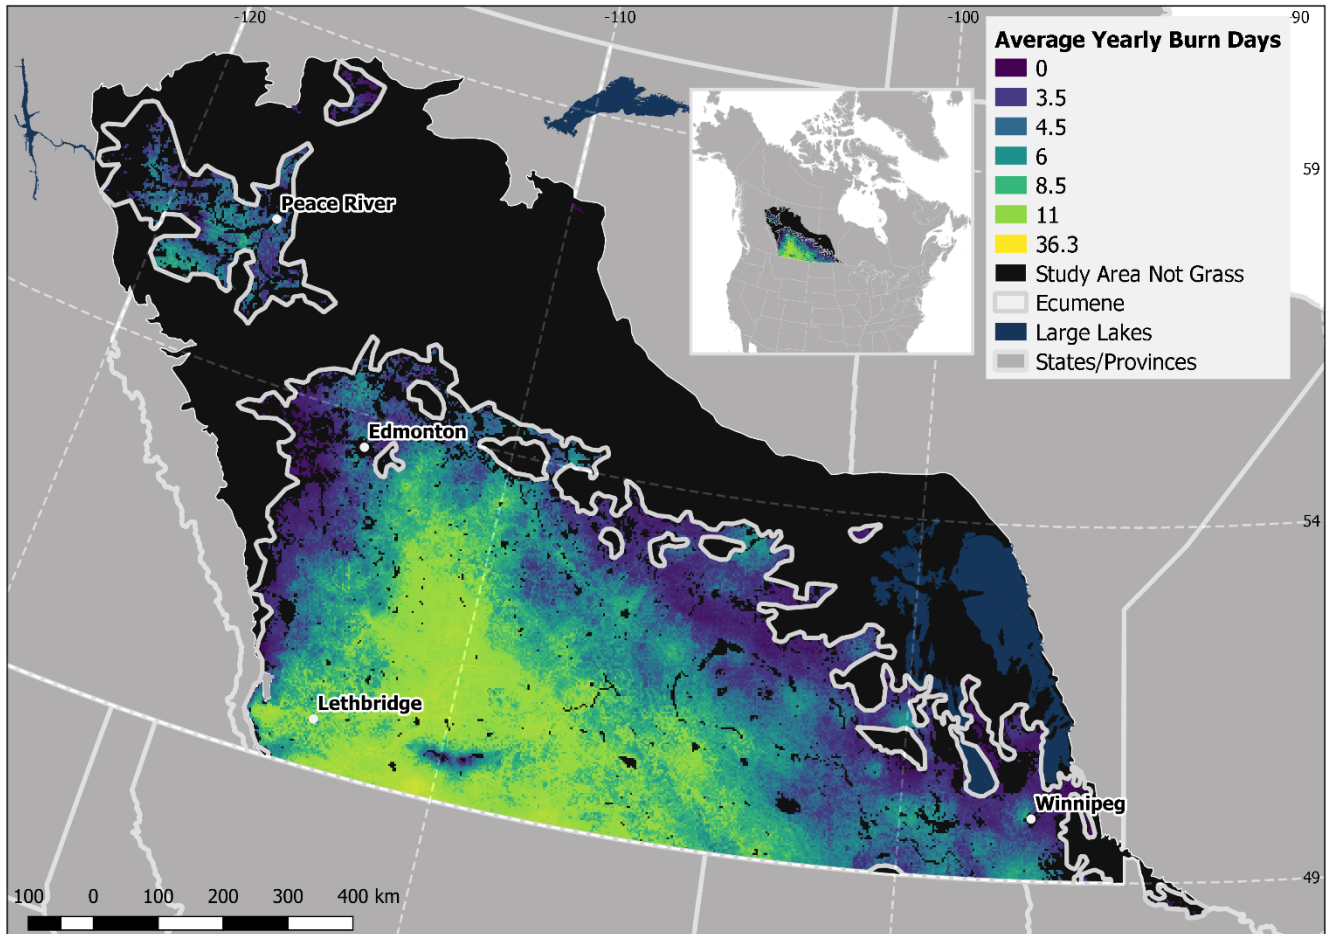 -120
-110
-100
-90
Average Yearly Burn Days
0
3.5
4.5
6
8.5
11
36.3
Study Area Not Grass
Ecumene
Large Lakes
States/Provinces
59
Peace River
Edmonton
54
Lethbridge
Winnipeg
49
100 0 100 200 300 400 km